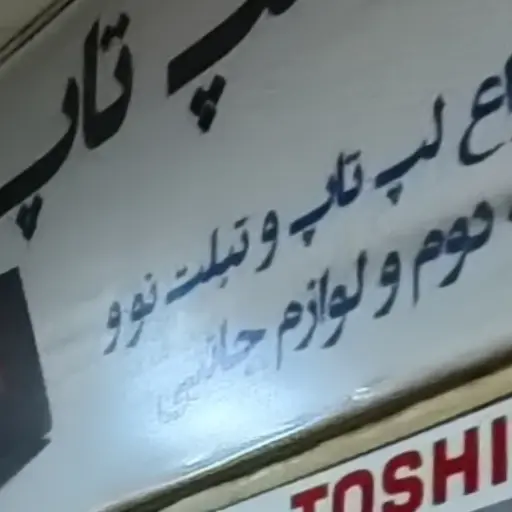 لپ تاپ
لپ تاپ و تبلت نو و
دوم و لوازم جانبی
TOSHI